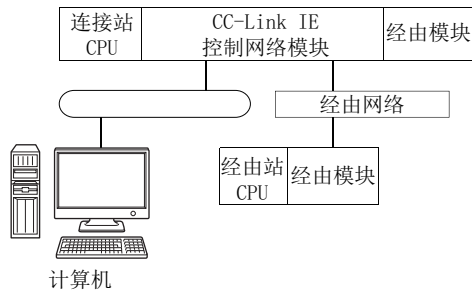 连接站
CPU
CC-Link IE
控制网络模块
经由模块
经由网络
经由站
CPU
经由模块
计算机